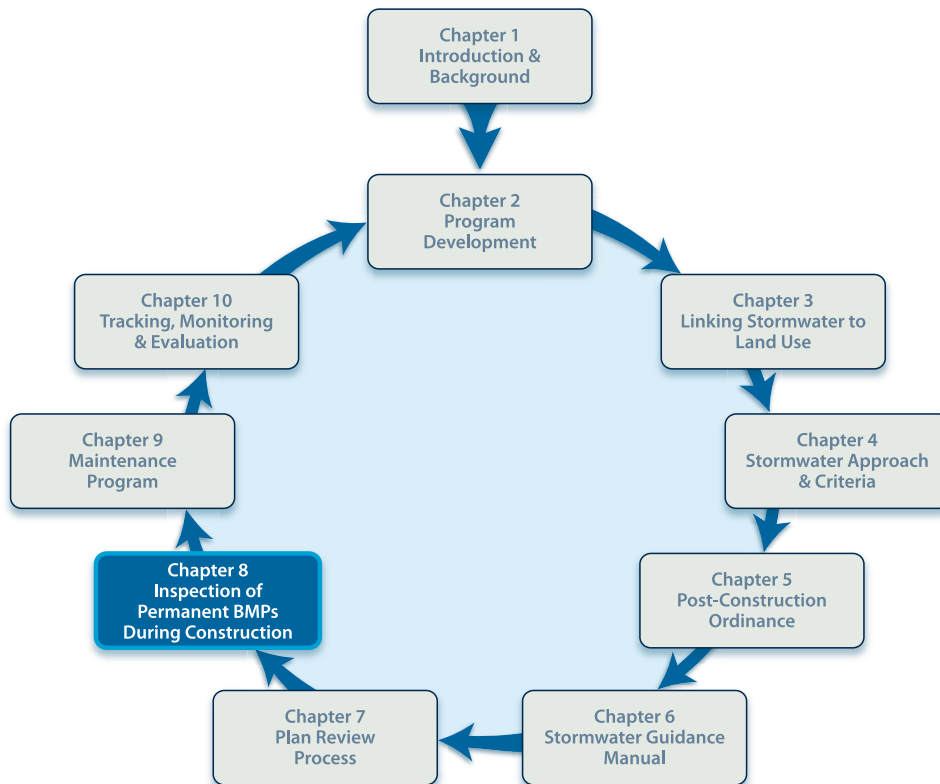 Chapter 1
Introduction &
Background
Chapter 2
Program
Development
Chapter 3
Linking Stormwater to
Land Use
Chapter 4
Stormwater Approach
& Criteria
Chapter 5
Post-Construction
Ordinance
Chapter 6
Stormwater Guidance
Manual
Chapter 7
Plan Review
Process
Chapter 8
Inspection of
Permanent BMPs
During Construction
Chapter 9
Maintenance
Program
Chapter 10
Tracking, Monitoring
& Evaluation